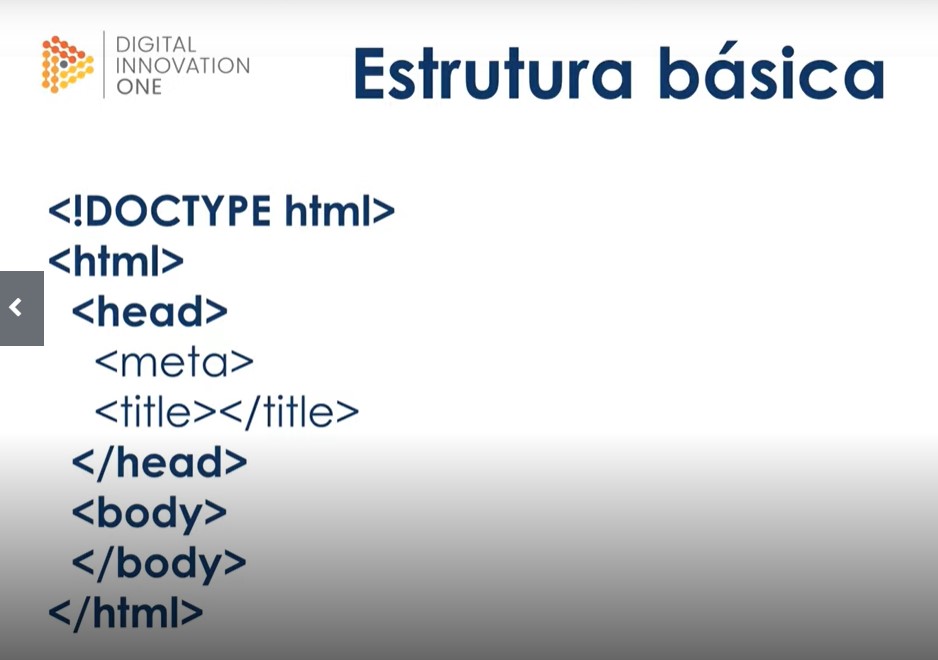 DIGITAL
INNOVATION
ONE
Estrutura básica
<!DOCTYPE html>
<html>
<head>
<meta>
<title></title>
</head>
<body>
</body>
</html>